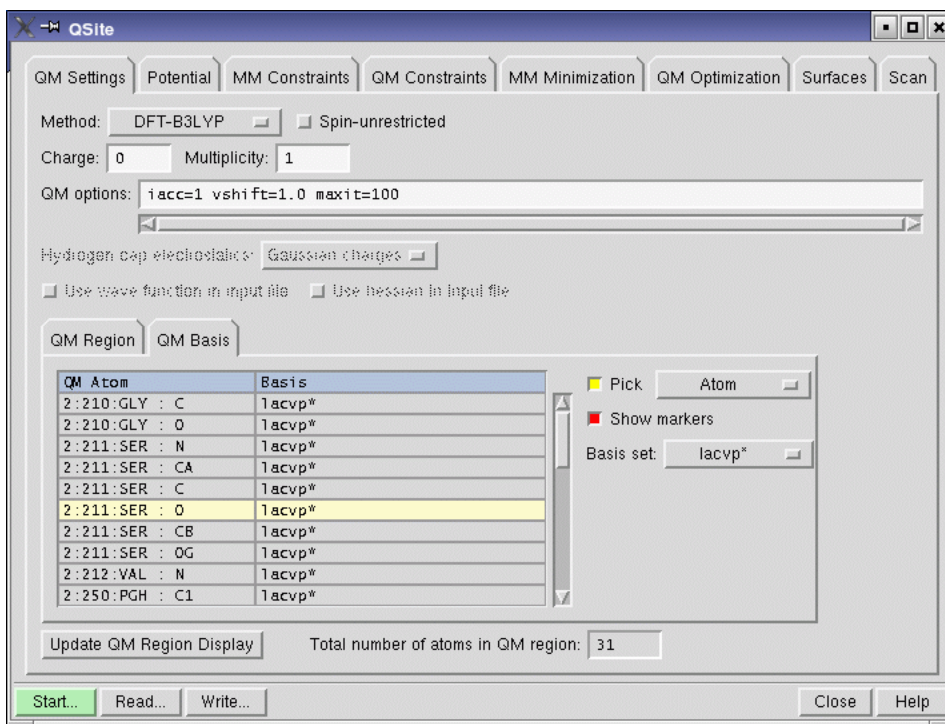 QSite
QM Settings Potential MM Constraints QM Constraints MM Minimization QM Optimization Surfaces Scan
Method: DFT-B3LYP Spin-unrestricted
Charge: 0 Multiplicity: 1
QM options: iacc=1 vshift=1.0 maxit=100
Hydrogen cap electrostatics: Gaussian charges
Use wave function in input file Use hessian in input file
QM Region QM Basis
QM Atom Basis
2:210:GLY : C lacvp*
2:210:GLY : O lacvp*
2:211:SER : N lacvp*
2:211:SER : CA lacvp*
2:211:SER : C lacvp*
2:211:SER : O lacvp*
2:211:SER : CB lacvp*
2:211:SER : OG lacvp*
2:212:VAL : N lacvp*
2:250:PGH : C1 lacvp*
Pick Atom
Show markers
Basis set: lacvp*
Update QM Region Display Total number of atoms in QM region: 31
Start... Read... Write... Close Help